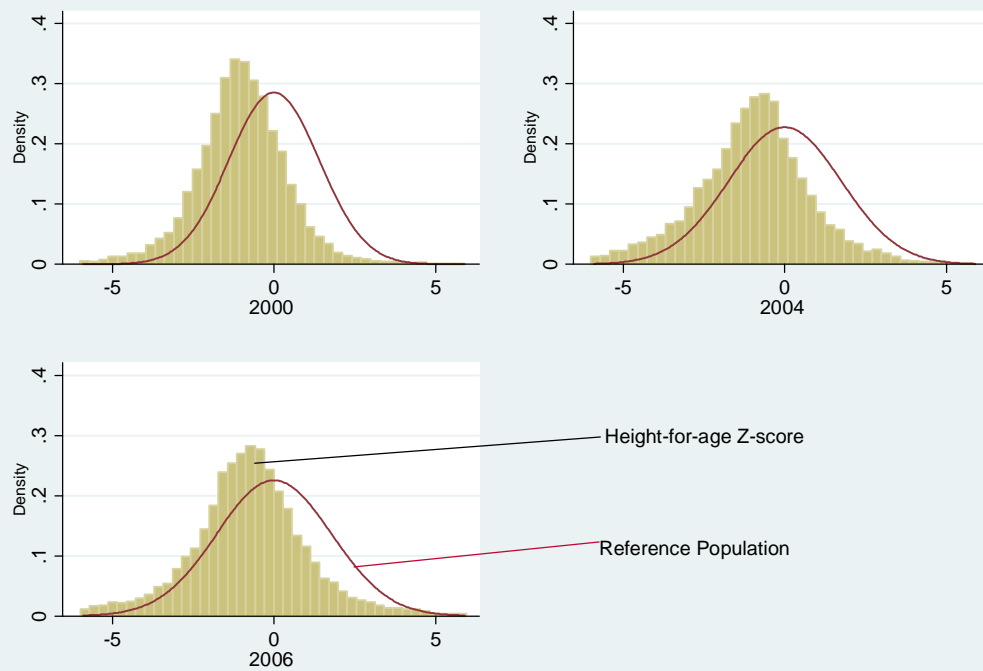 Density
.4
.3
.2
.1
0
-5 0 5
2000
Density
.4
.3
.2
.1
0
-5 0 5
2004
Density
.4
.3
.2
.1
0
-5 0 5
2006
Height-for-age Z-score
Reference Population